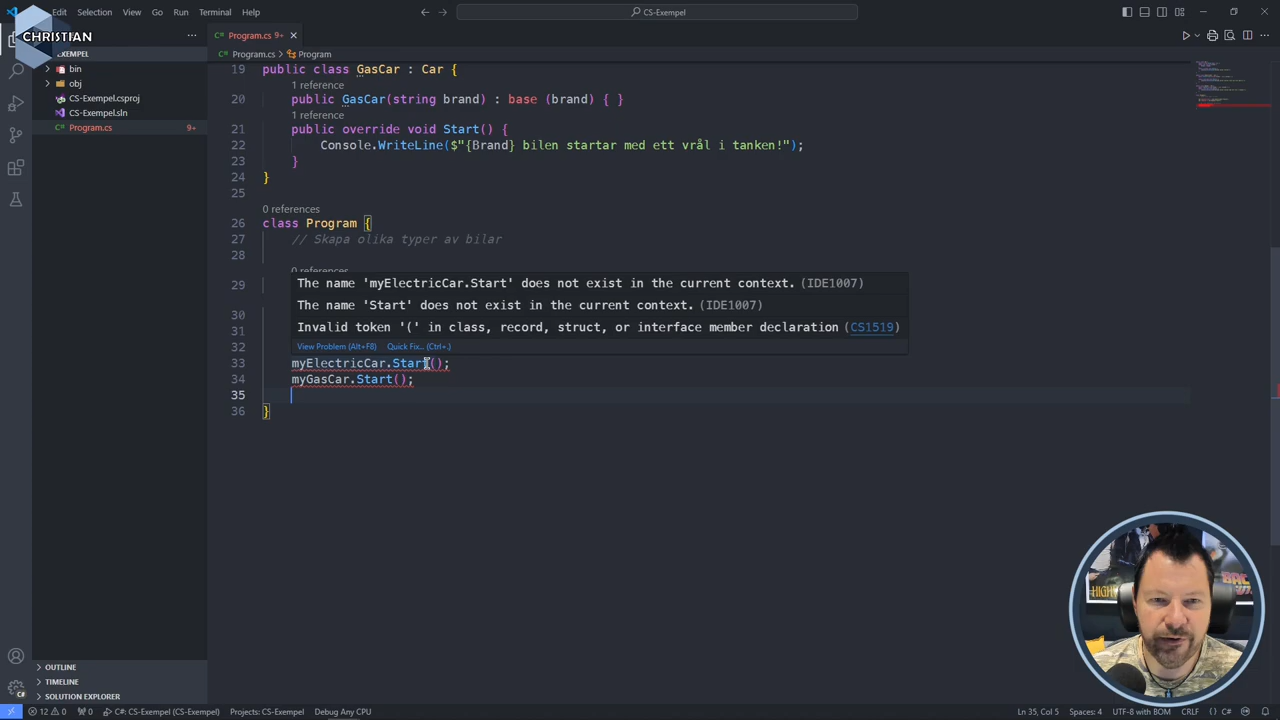 Edit Selection View Go Run Terminal Help
CS-Exempel
CHRISTIAN
Program.cs 9+
EXEMPEL
Program.cs > Program
bin
obj
CS-Exempel.csproj
CS-Exempel.sln
Program.cs 9+
19 public class GasCar : Car {
1 reference
20 public GasCar(string brand) : base (brand) { }
1 reference
21 public override void Start() {
22 Console.WriteLine($"{Brand} bilen startar med ett vrål i tanken!");
23 }
24 }
25
0 references
26 class Program {
27 // Skapa olika typer av bilar
28
0 references
29
The name 'myElectricCar.Start' does not exist in the current context. (IDE1007)
The name 'Start' does not exist in the current context. (IDE1007)
30
Invalid token '(' in class, record, struct, or interface member declaration (CS1519)
31
View Problem (Alt+F8) Quick Fix... (Ctrl+.)
32
33 myElectricCar.Start();
34 myGasCar.Start();
35
36 }
OUTLINE
TIMELINE
SOLUTION EXPLORER
12 0 0 C#: CS-Exempel (CS-Exempel) Projects: CS-Exempel Debug Any CPU
Ln 35, Col 5 Spaces: 4 UTF-8 with BOM CRLF {} C#